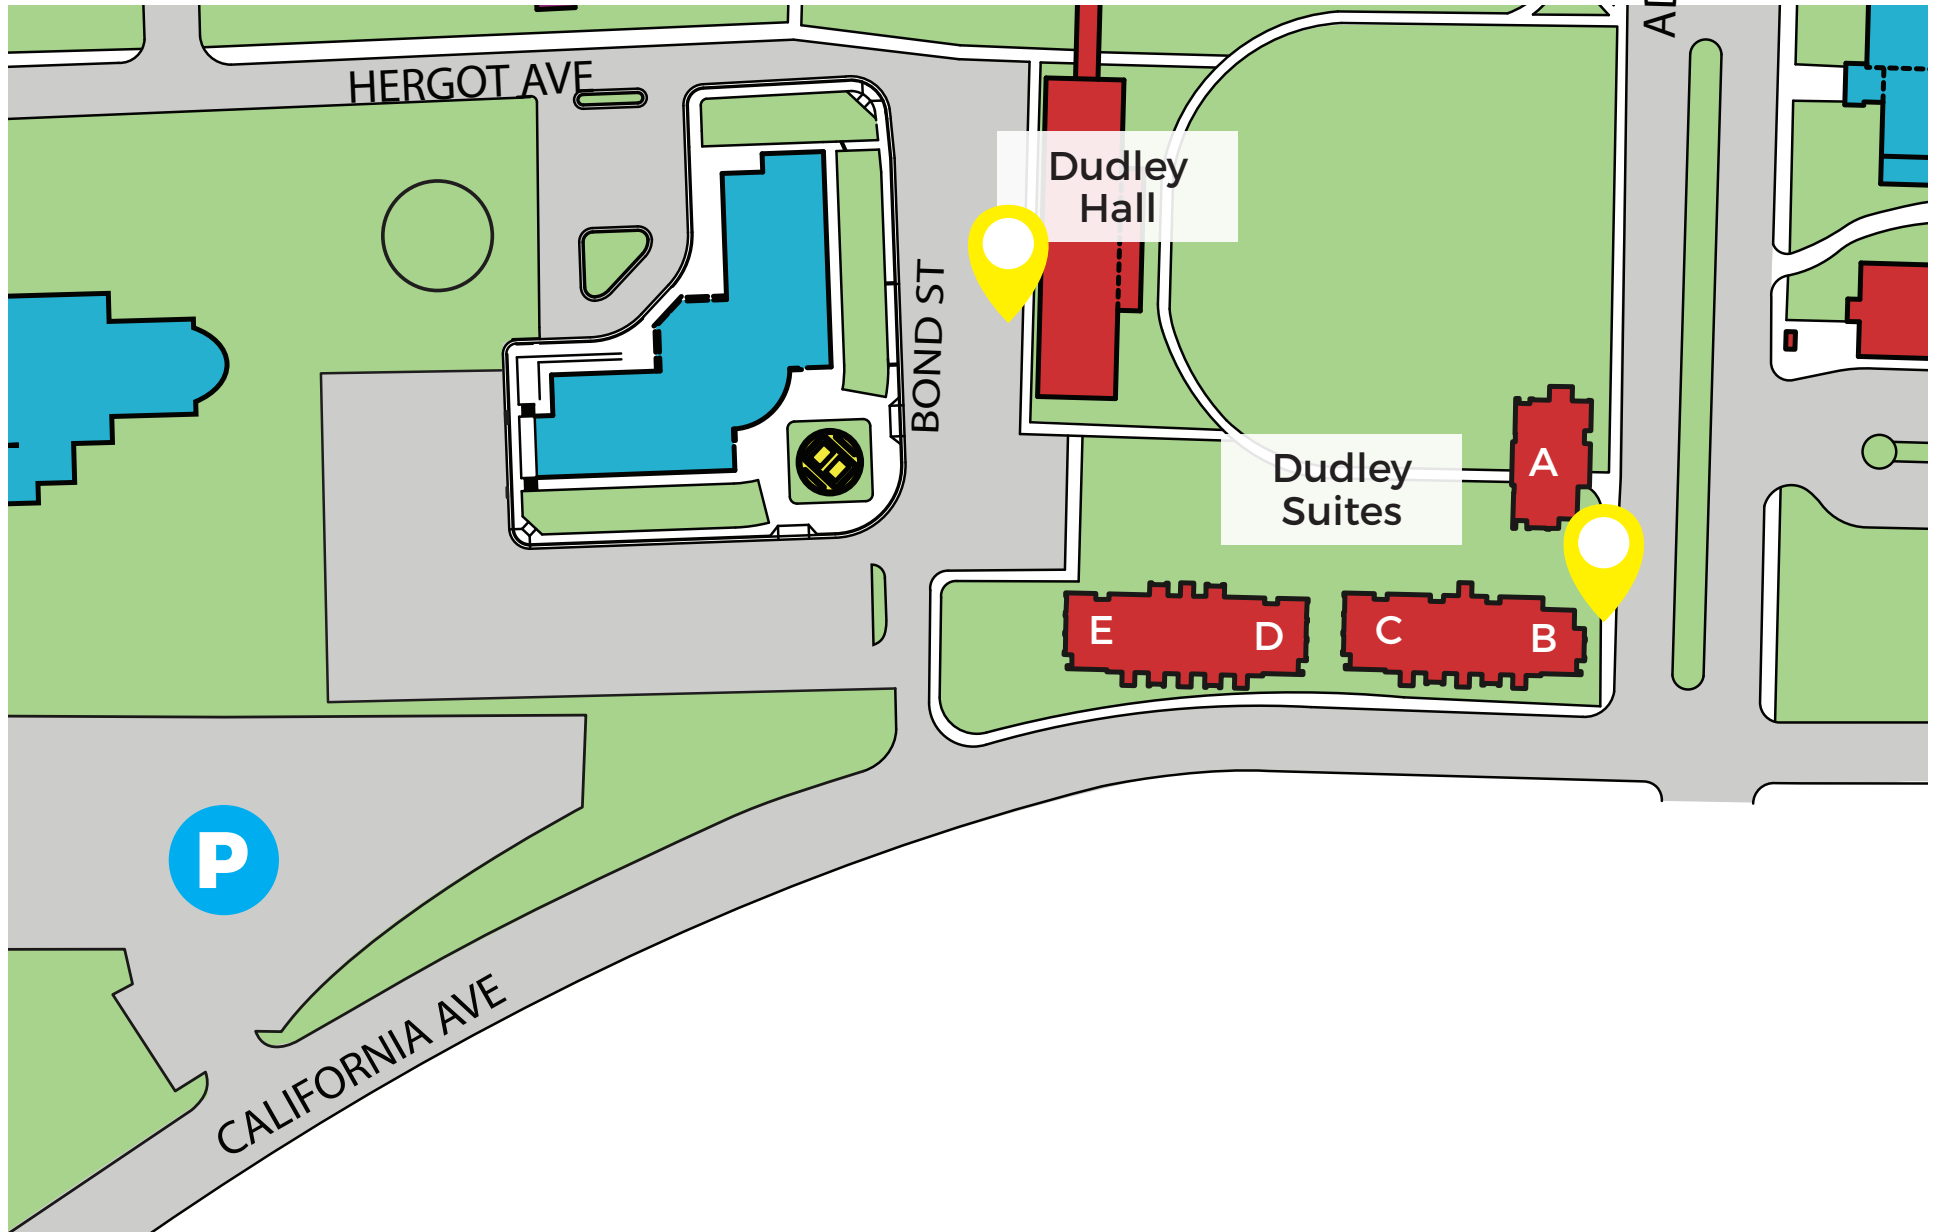 HERGOT AVE
Dudley
Hall
BOND ST
Dudley
Suites
A
E
D
C
B
P
CALIFORNIA AVE